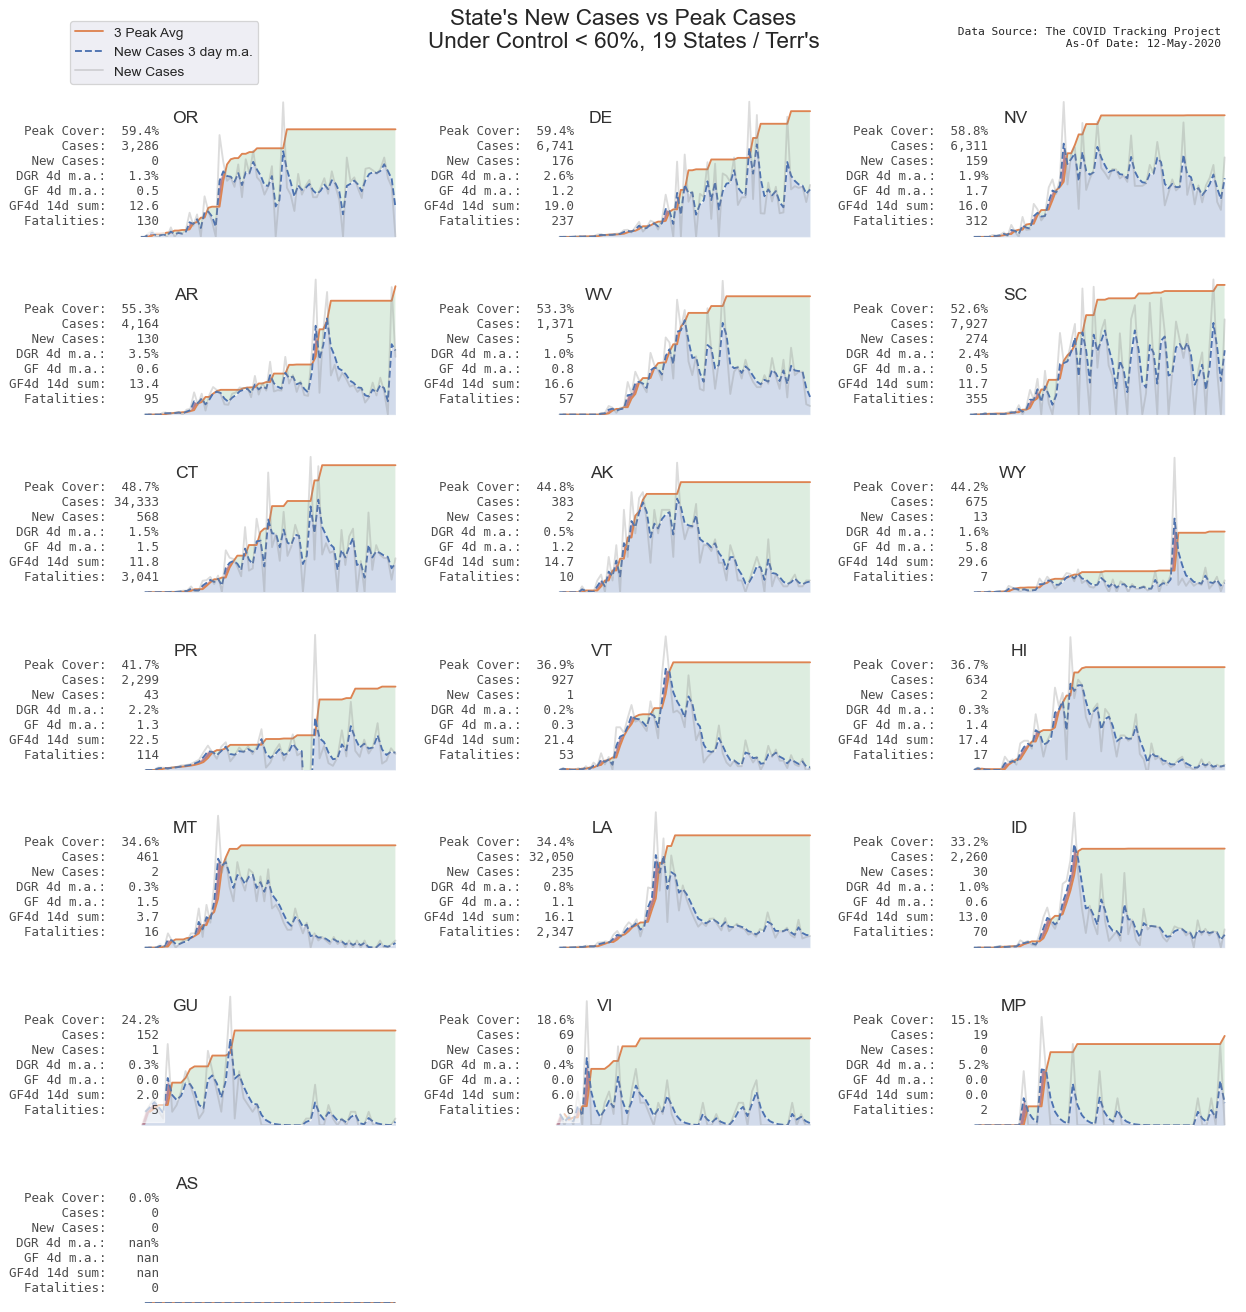 State's New Cases vs Peak Cases
Under Control < 60%, 19 States / Terr's
3 Peak Avg
New Cases 3 day m.a.
New Cases
Data Source: The COVID Tracking Project
As-Of Date: 12-May-2020
OR
Peak Cover: 59.4%
Cases: 3,286
New Cases: 0
DGR 4d m.a.: 1.3%
GF 4d m.a.: 0.5
GF4d 14d sum: 12.6
Fatalities: 130
DE
Peak Cover: 59.4%
Cases: 6,741
New Cases: 176
DGR 4d m.a.: 2.6%
GF 4d m.a.: 1.2
GF4d 14d sum: 19.0
Fatalities: 237
NV
Peak Cover: 58.8%
Cases: 6,311
New Cases: 159
DGR 4d m.a.: 1.9%
GF 4d m.a.: 1.7
GF4d 14d sum: 16.0
Fatalities: 312
AR
Peak Cover: 55.3%
Cases: 4,164
New Cases: 130
DGR 4d m.a.: 3.5%
GF 4d m.a.: 0.6
GF4d 14d sum: 13.4
Fatalities: 95
WV
Peak Cover: 53.3%
Cases: 1,371
New Cases: 5
DGR 4d m.a.: 1.0%
GF 4d m.a.: 0.8
GF4d 14d sum: 16.6
Fatalities: 57
SC
Peak Cover: 52.6%
Cases: 7,927
New Cases: 274
DGR 4d m.a.: 2.4%
GF 4d m.a.: 0.5
GF4d 14d sum: 11.7
Fatalities: 355
CT
Peak Cover: 48.7%
Cases: 34,333
New Cases: 568
DGR 4d m.a.: 1.5%
GF 4d m.a.: 1.5
GF4d 14d sum: 11.8
Fatalities: 3,041
AK
Peak Cover: 44.8%
Cases: 383
New Cases: 2
DGR 4d m.a.: 0.5%
GF 4d m.a.: 1.2
GF4d 14d sum: 14.7
Fatalities: 10
WY
Peak Cover: 44.2%
Cases: 675
New Cases: 13
DGR 4d m.a.: 1.6%
GF 4d m.a.: 5.8
GF4d 14d sum: 29.6
Fatalities: 7
PR
Peak Cover: 41.7%
Cases: 2,299
New Cases: 43
DGR 4d m.a.: 2.2%
GF 4d m.a.: 1.3
GF4d 14d sum: 22.5
Fatalities: 114
VT
Peak Cover: 36.9%
Cases: 927
New Cases: 1
DGR 4d m.a.: 0.2%
GF 4d m.a.: 0.3
GF4d 14d sum: 21.4
Fatalities: 53
HI
Peak Cover: 36.7%
Cases: 634
New Cases: 2
DGR 4d m.a.: 0.3%
GF 4d m.a.: 1.4
GF4d 14d sum: 17.4
Fatalities: 17
MT
Peak Cover: 34.6%
Cases: 461
New Cases: 2
DGR 4d m.a.: 0.3%
GF 4d m.a.: 1.5
GF4d 14d sum: 3.7
Fatalities: 16
LA
Peak Cover: 34.4%
Cases: 32,050
New Cases: 235
DGR 4d m.a.: 0.8%
GF 4d m.a.: 1.1
GF4d 14d sum: 16.1
Fatalities: 2,347
ID
Peak Cover: 33.2%
Cases: 2,260
New Cases: 30
DGR 4d m.a.: 1.0%
GF 4d m.a.: 0.6
GF4d 14d sum: 13.0
Fatalities: 70
GU
Peak Cover: 24.2%
Cases: 152
New Cases: 1
DGR 4d m.a.: 0.3%
GF 4d m.a.: 0.0
GF4d 14d sum: 2.0
Fatalities: 5
VI
Peak Cover: 18.6%
Cases: 69
New Cases: 0
DGR 4d m.a.: 0.4%
GF 4d m.a.: 0.0
GF4d 14d sum: 6.0
Fatalities: 6
MP
Peak Cover: 15.1%
Cases: 19
New Cases: 0
DGR 4d m.a.: 5.2%
GF 4d m.a.: 0.0
GF4d 14d sum: 0.0
Fatalities: 2
AS
Peak Cover: 0.0%
Cases: 0
New Cases: 0
DGR 4d m.a.: nan%
GF 4d m.a.: nan
GF4d 14d sum: nan
Fatalities: 0